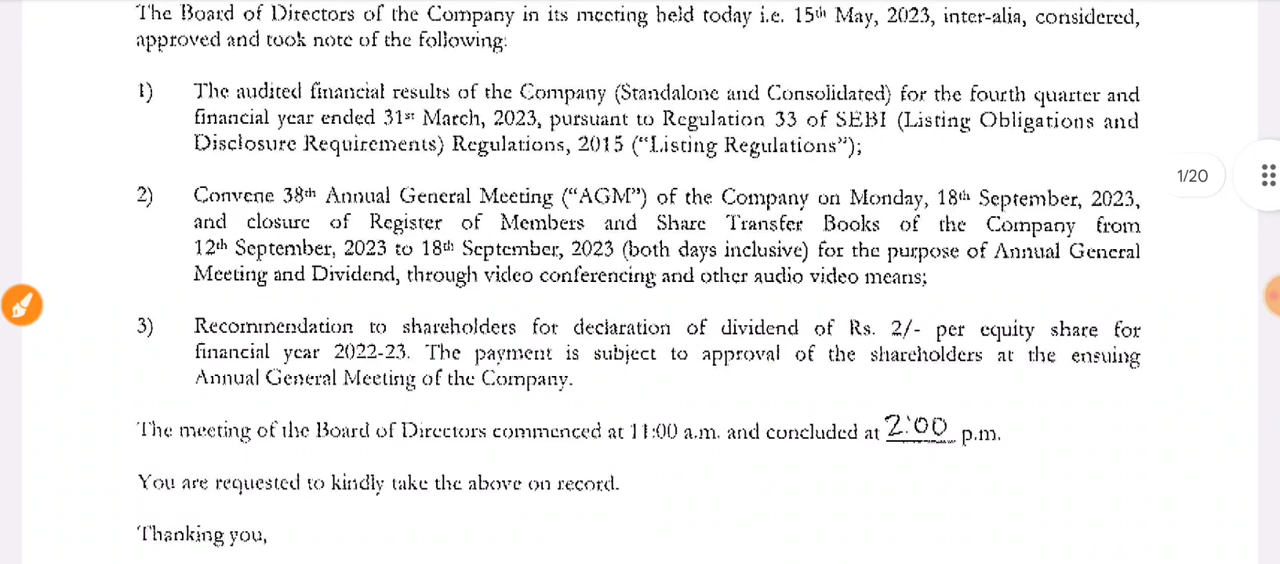 The Board of Directors of the Company in its meeting held today i.e. 15th May, 2023, inter-alia, considered,
approved and took note of the following:
1) The audited financial results of the Company (Standalone and Consolidated) for the fourth quarter and
financial year ended 31st March, 2023, pursuant to Regulation 33 of SEBI (Listing Obligations and
Disclosure Requirements) Regulations, 2015 (“Listing Regulations”);
1/20
2) Convene 38th Annual General Meeting (“AGM”) of the Company on Monday, 18th September, 2023,
and closure of Register of Members and Share Transfer Books of the Company from
12th September, 2023 to 18th September, 2023 (both days inclusive) for the purpose of Annual General
Meeting and Dividend, through video conferencing and other audio video means;
3) Recommendation to shareholders for declaration of dividend of Rs. 2/- per equity share for
financial year 2022-23. The payment is subject to approval of the shareholders at the ensuing
Annual General Meeting of the Company.
The meeting of the Board of Directors commenced at 11:00 a.m. and concluded at 2:00 p.m.
You are requested to kindly take the above on record.
Thanking you,